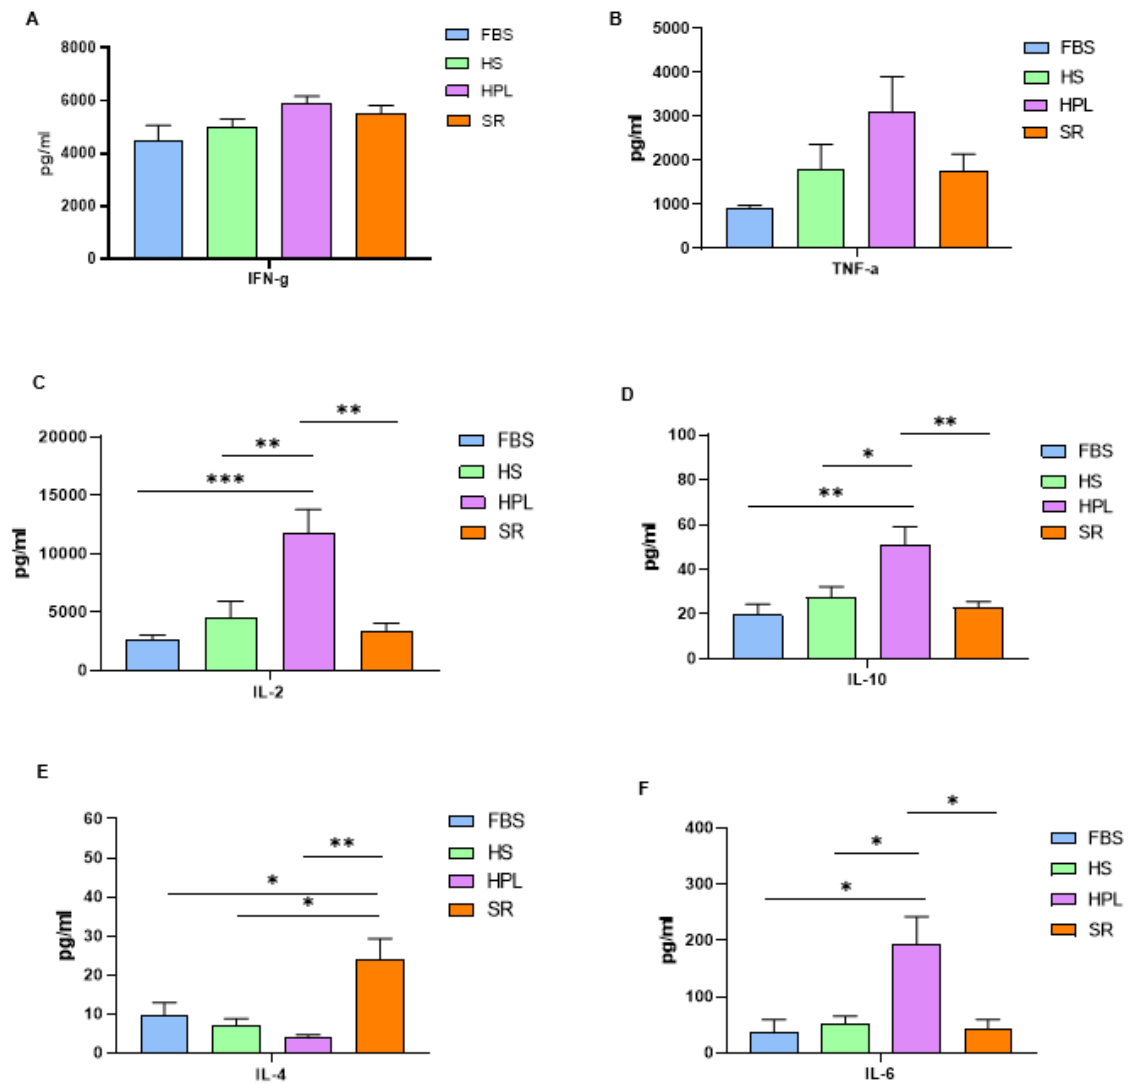 A
FBS
HS
HPL
SR
8000
6000
4000
2000
0
pg/ml
IFN-g
B
FBS
HS
HPL
SR
5000
4000
3000
2000
1000
0
pg/ml
TNF-a
C
FBS
HS
HPL
SR
**
**
***
20000
15000
10000
5000
0
pg/ml
IL-2
D
FBS
HS
HPL
SR
**
*
**
100
80
60
40
20
0
pg/ml
IL-10
E
FBS
HS
HPL
SR
**
*
*
60
50
40
30
20
10
0
pg/ml
IL-4
F
FBS
HS
HPL
SR
*
*
*
400
300
200
100
0
pg/ml
IL-6